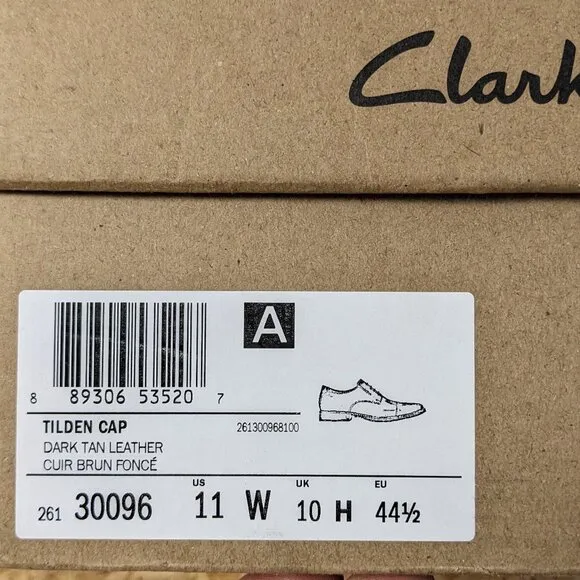 Clark
A
8 89306 53520 7
TILDEN CAP 261300968100
DARK TAN LEATHER
CUIR BRUN FONCÉ
US UK EU
261 30096 11 W 10 H 44½